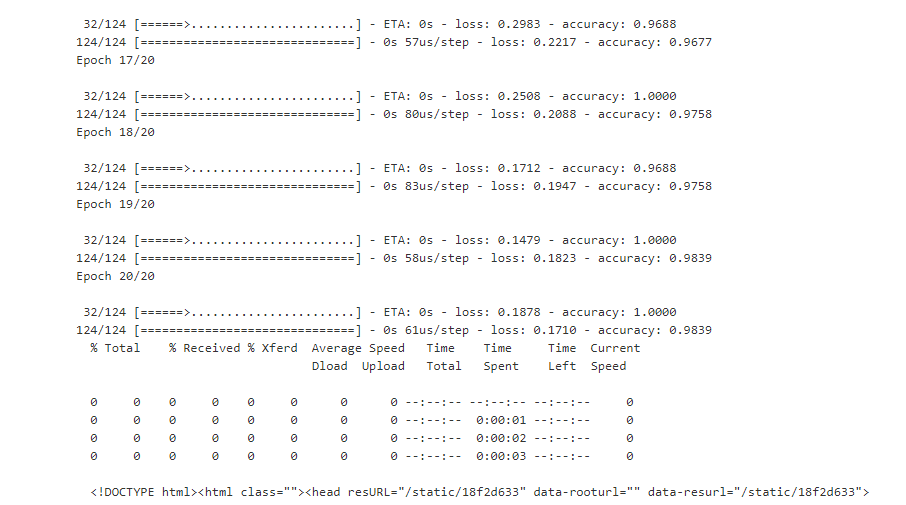 32/124 [======>.......................] - ETA: 0s - loss: 0.2983 - accuracy: 0.9688
124/124 [==============================] - 0s 57us/step - loss: 0.2217 - accuracy: 0.9677
Epoch 17/20
32/124 [======>.......................] - ETA: 0s - loss: 0.2508 - accuracy: 1.0000
124/124 [==============================] - 0s 80us/step - loss: 0.2088 - accuracy: 0.9758
Epoch 18/20
32/124 [======>.......................] - ETA: 0s - loss: 0.1712 - accuracy: 0.9688
124/124 [==============================] - 0s 83us/step - loss: 0.1947 - accuracy: 0.9758
Epoch 19/20
32/124 [======>.......................] - ETA: 0s - loss: 0.1479 - accuracy: 1.0000
124/124 [==============================] - 0s 58us/step - loss: 0.1823 - accuracy: 0.9839
Epoch 20/20
32/124 [======>.......................] - ETA: 0s - loss: 0.1878 - accuracy: 1.0000
124/124 [==============================] - 0s 61us/step - loss: 0.1710 - accuracy: 0.9839
% Total    % Received % Xferd  Average Speed   Time    Time     Time  Current
Dload  Upload   Total   Spent    Left  Speed
0     0    0     0    0     0      0      0 --:--:-- --:--:-- --:--:--     0
0     0    0     0    0     0      0      0 --:--:--  0:00:01 --:--:--     0
0     0    0     0    0     0      0      0 --:--:--  0:00:02 --:--:--     0
0     0    0     0    0     0      0      0 --:--:--  0:00:03 --:--:--     0
<!DOCTYPE html><html class=""><head resURL="/static/18f2d633" data-rooturl="" data-resurl="/static/18f2d633">